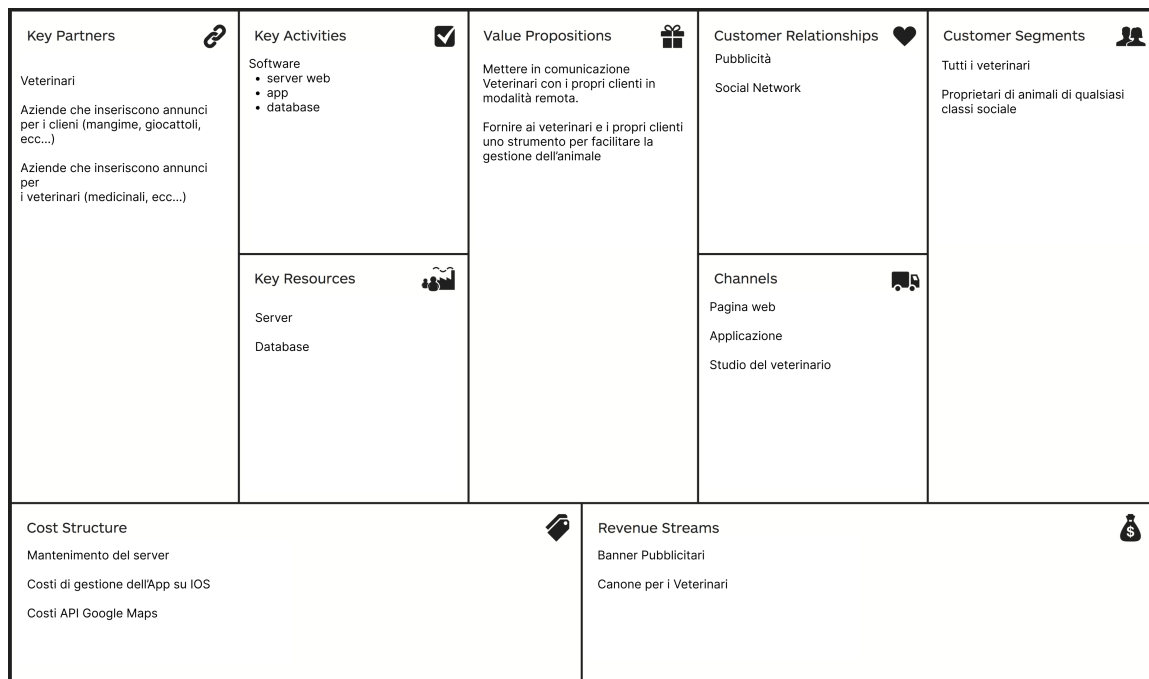 Key Partners
Veterinari
Aziende che inseriscono annunci
per i clieni (mangime, giocattoli,
ecc...)
Aziende che inseriscono annunci
per
i veterinari (medicinali, ecc...)
Key Activities
Software
• server web
• app
• database
Key Resources
Server
Database
Value Propositions
Mettere in comunicazione
Veterinari con i propri clienti in
modalità remota.
Fornire ai veterinari e i propri clienti
uno strumento per facilitare la
gestione dell'animale
Customer Relationships
Pubblicità
Social Network
Channels
Pagina web
Applicazione
Studio del veterinario
Customer Segments
Tutti i veterinari
Proprietari di animali di qualsiasi
classi sociale
Cost Structure
Mantenimento del server
Costi di gestione dell'App su IOS
Costi API Google Maps
Revenue Streams
$
Banner Pubblicitari
Canone per i Veterinari